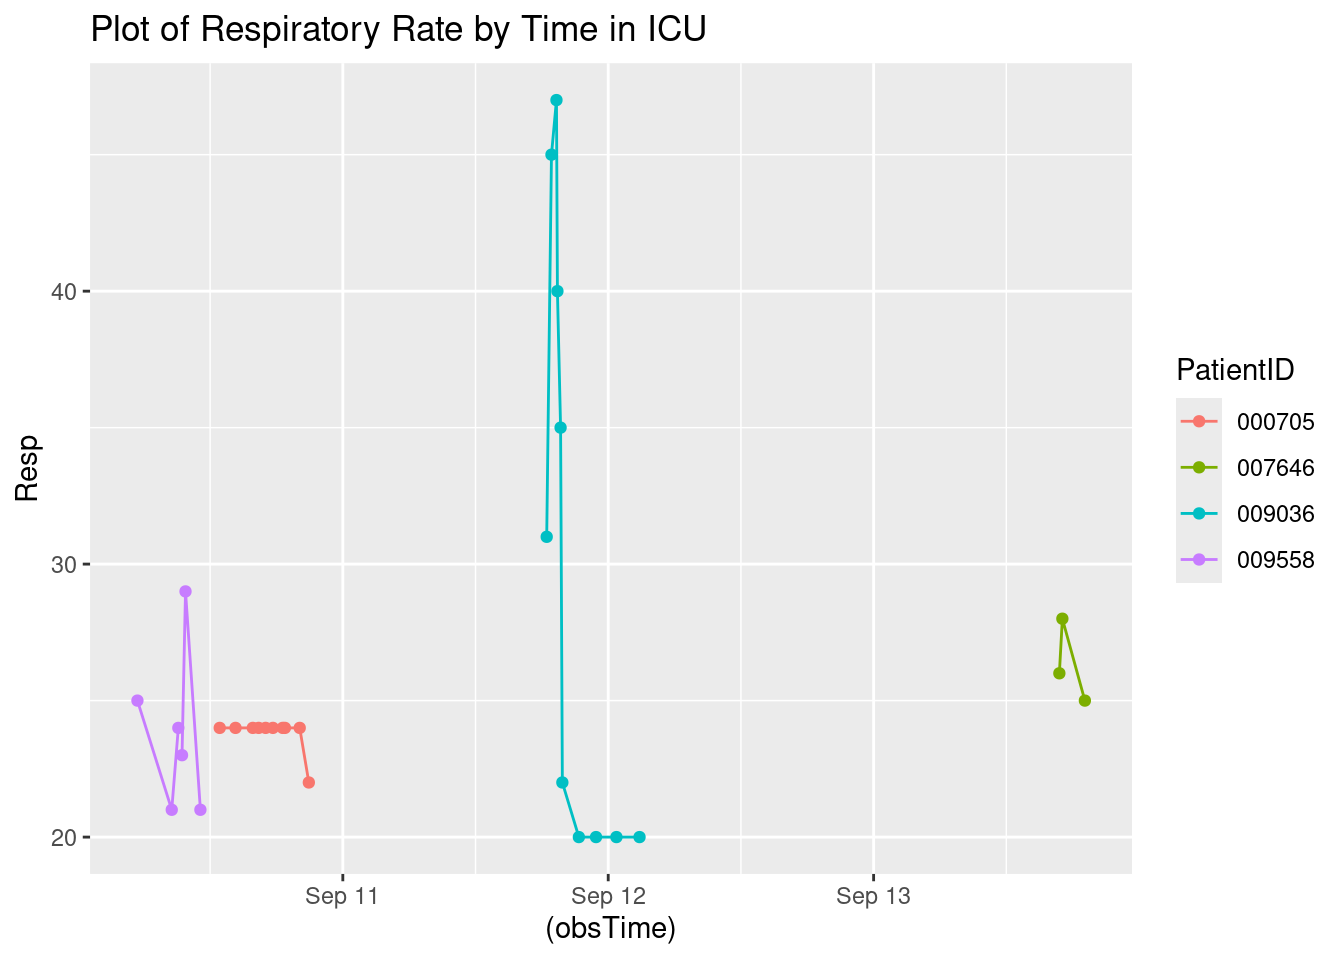 Plot of Respiratory Rate by Time in ICU
Resp
40
30
20
Sep 11
Sep 12
Sep 13
(obsTime)
PatientID
000705
007646
009036
009558